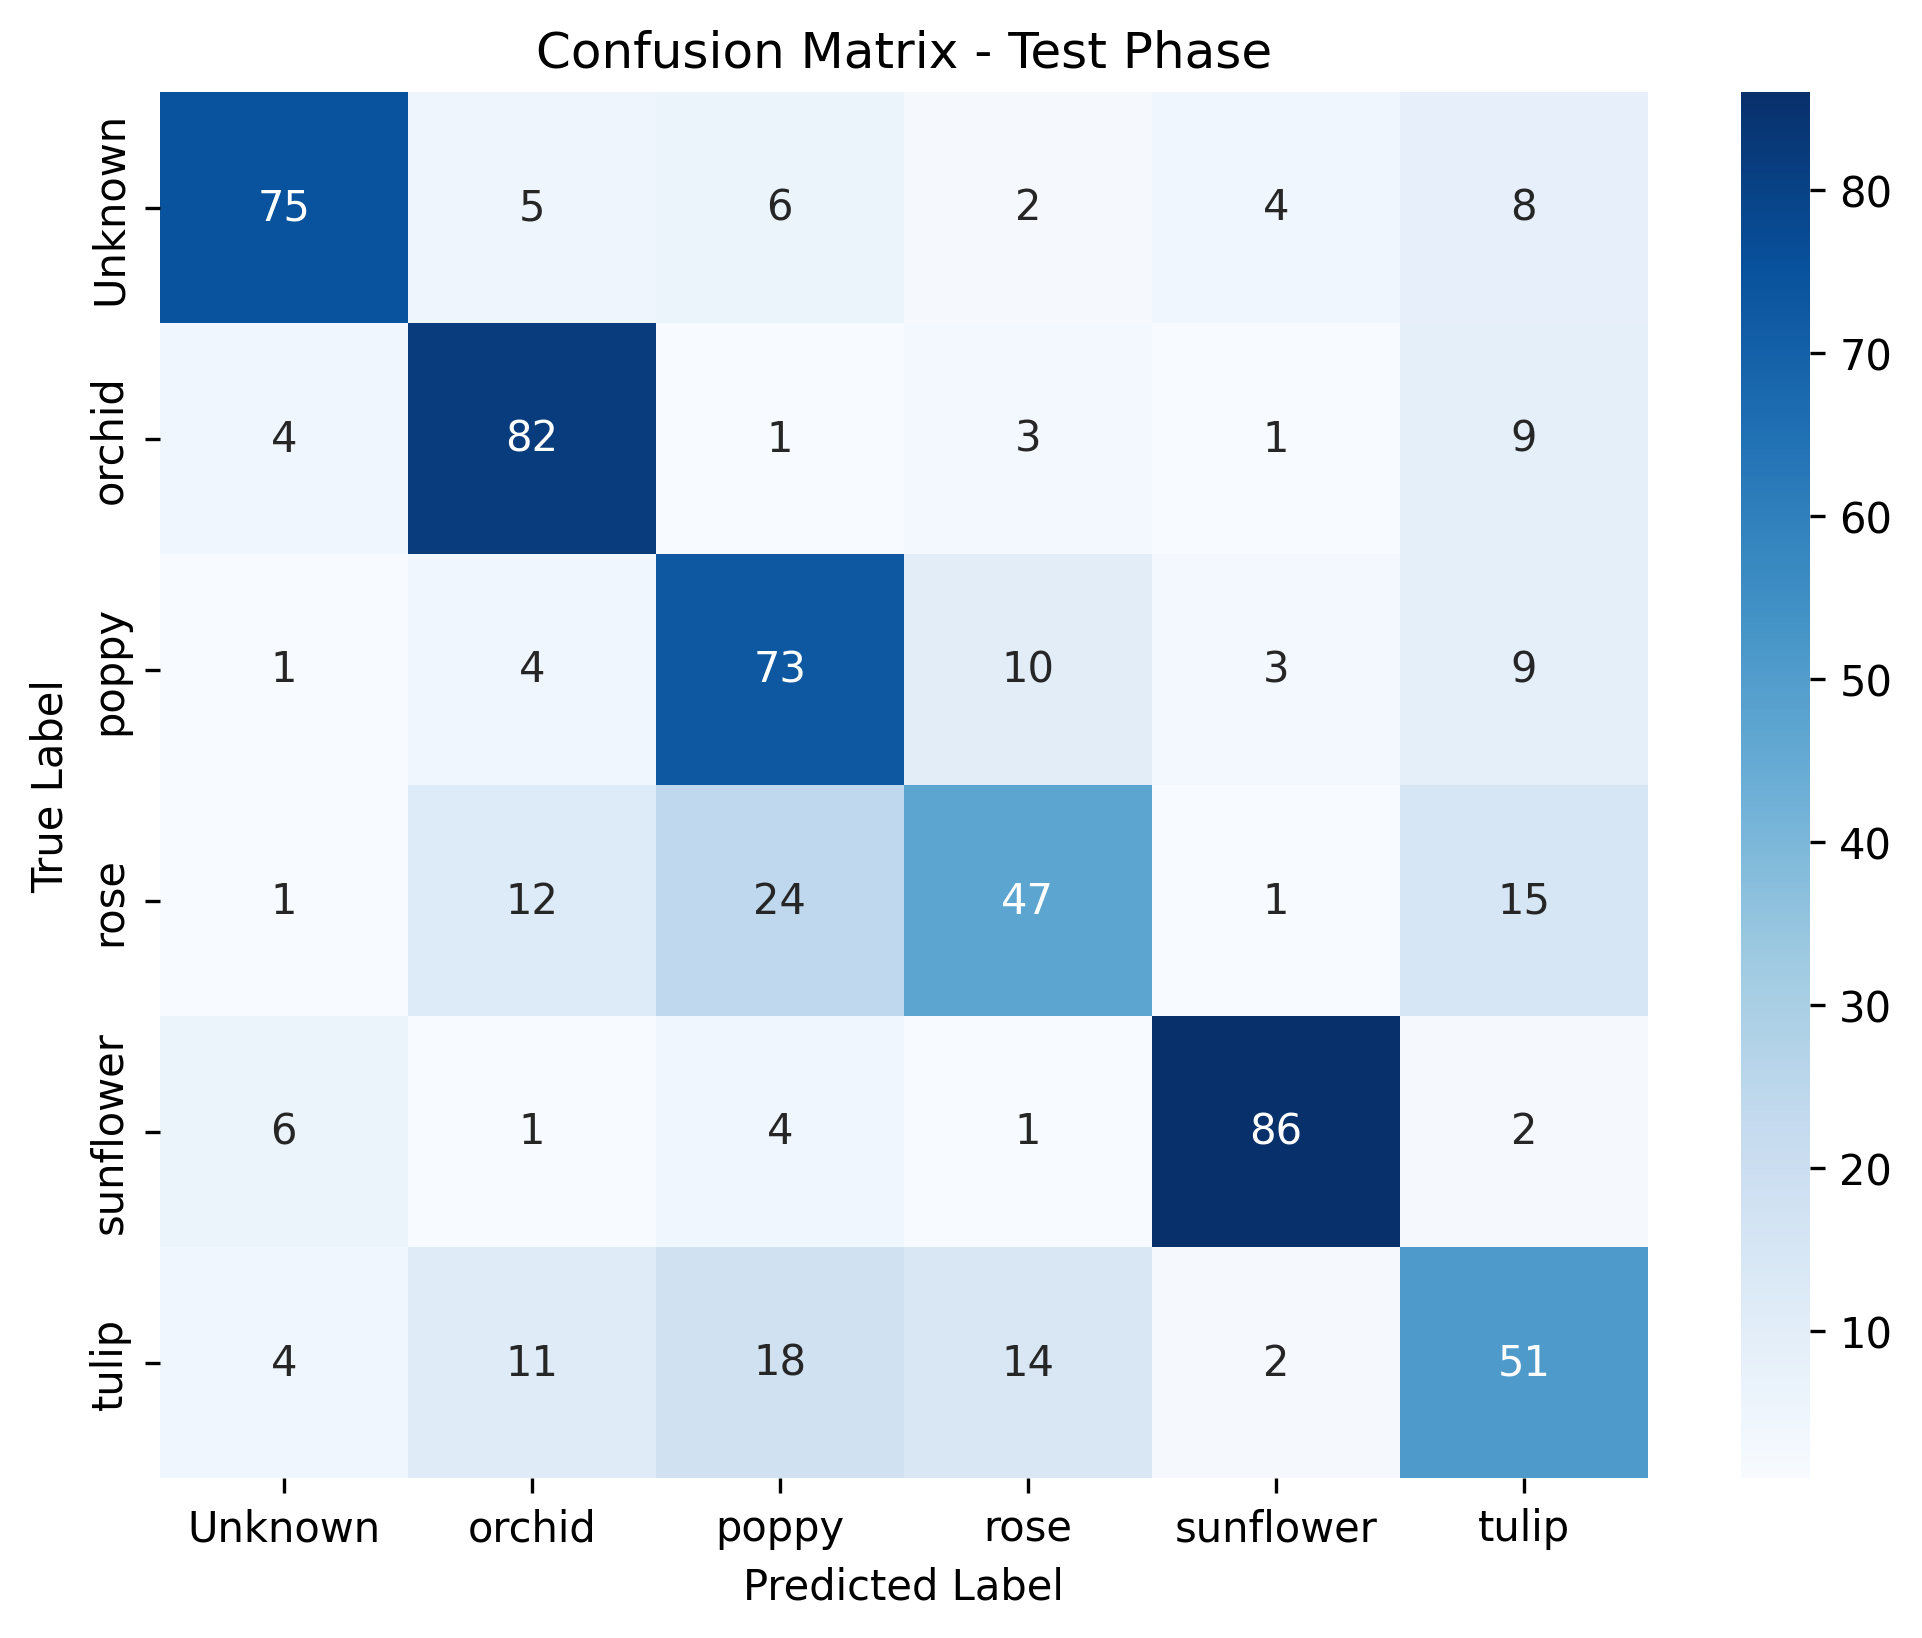 Confusion Matrix - Test Phase
True Label
Unknown 75 5 6 2 4 8
orchid 4 82 1 3 1 9
poppy 1 4 73 10 3 9
rose 1 12 24 47 1 15
sunflower 6 1 4 1 86 2
tulip 4 11 18 14 2 51
Unknown orchid poppy rose sunflower tulip
Predicted Label
80
70
60
50
40
30
20
10